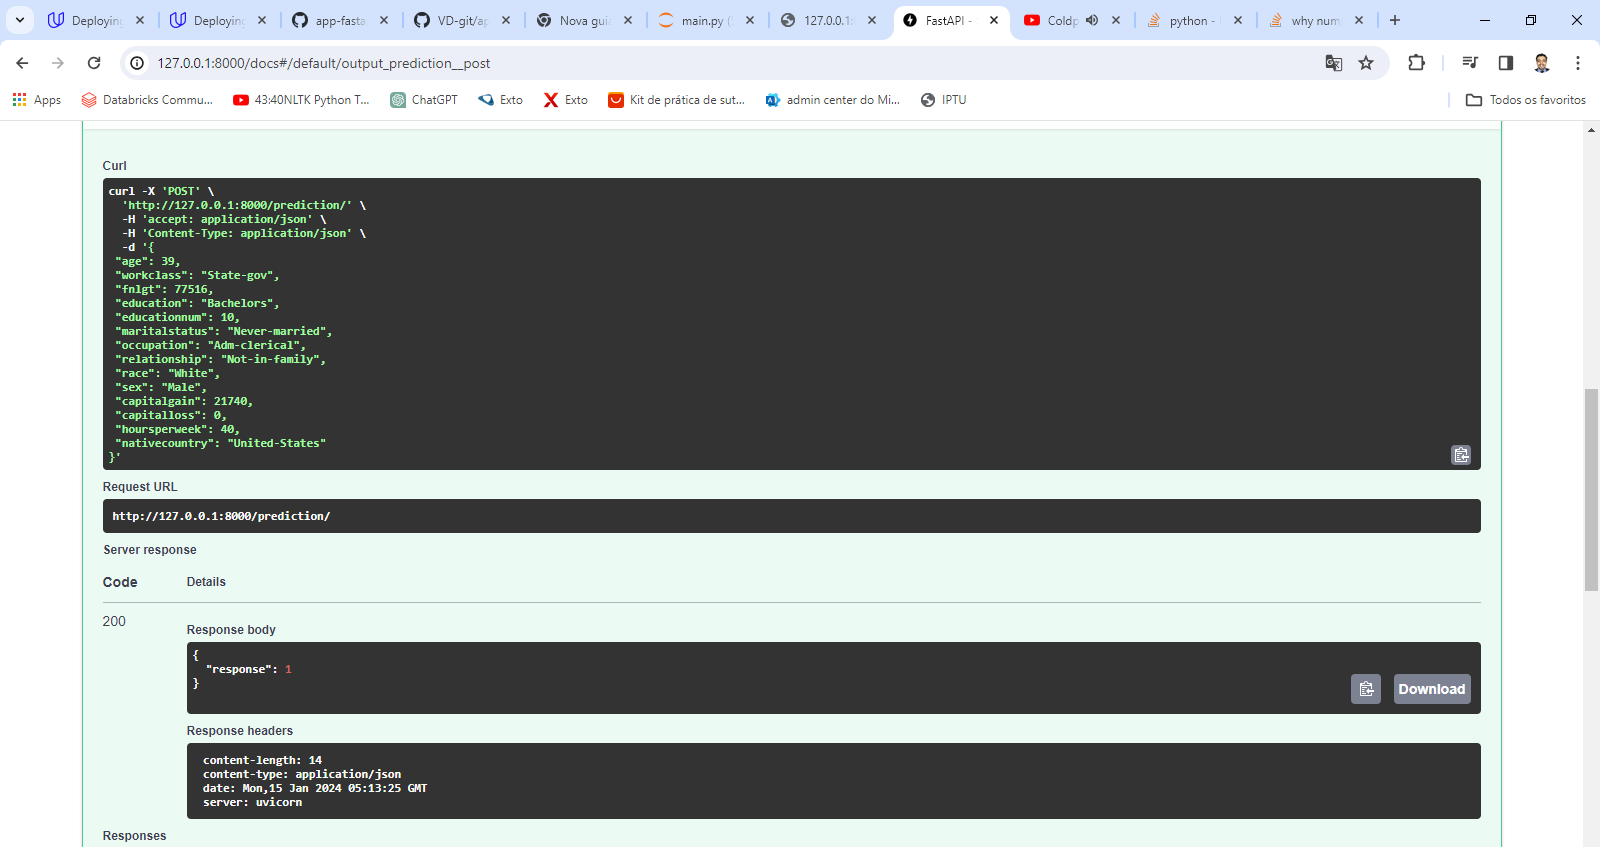 Deploying
Deploying
app-fasta
VD-git/ap
Nova guia
main.py (
127.0.0.1:
FastAPI -
Coldp
python -
why num
127.0.0.1:8000/docs#/default/output_prediction__post
Apps
Databricks Commu...
43:40NLTK Python T...
ChatGPT
Exto
Exto
Kit de prática de sut...
admin center do Mi...
IPTU
Todos os favoritos
Curl
curl -X 'POST' \
'http://127.0.0.1:8000/prediction/' \
-H 'accept: application/json' \
-H 'Content-Type: application/json' \
-d '{
"age": 39,
"workclass": "State-gov",
"fnlgt": 77516,
"education": "Bachelors",
"educationnum": 10,
"maritalstatus": "Never-married",
"occupation": "Adm-clerical",
"relationship": "Not-in-family",
"race": "White",
"sex": "Male",
"capitalgain": 21740,
"capitalloss": 0,
"hoursperweek": 40,
"nativecountry": "United-States"
}'
Request URL
http://127.0.0.1:8000/prediction/
Server response
Code Details
200
Response body
{
"response": 1
}
Download
Response headers
content-length: 14
content-type: application/json
date: Mon,15 Jan 2024 05:13:25 GMT
server: uvicorn
Responses